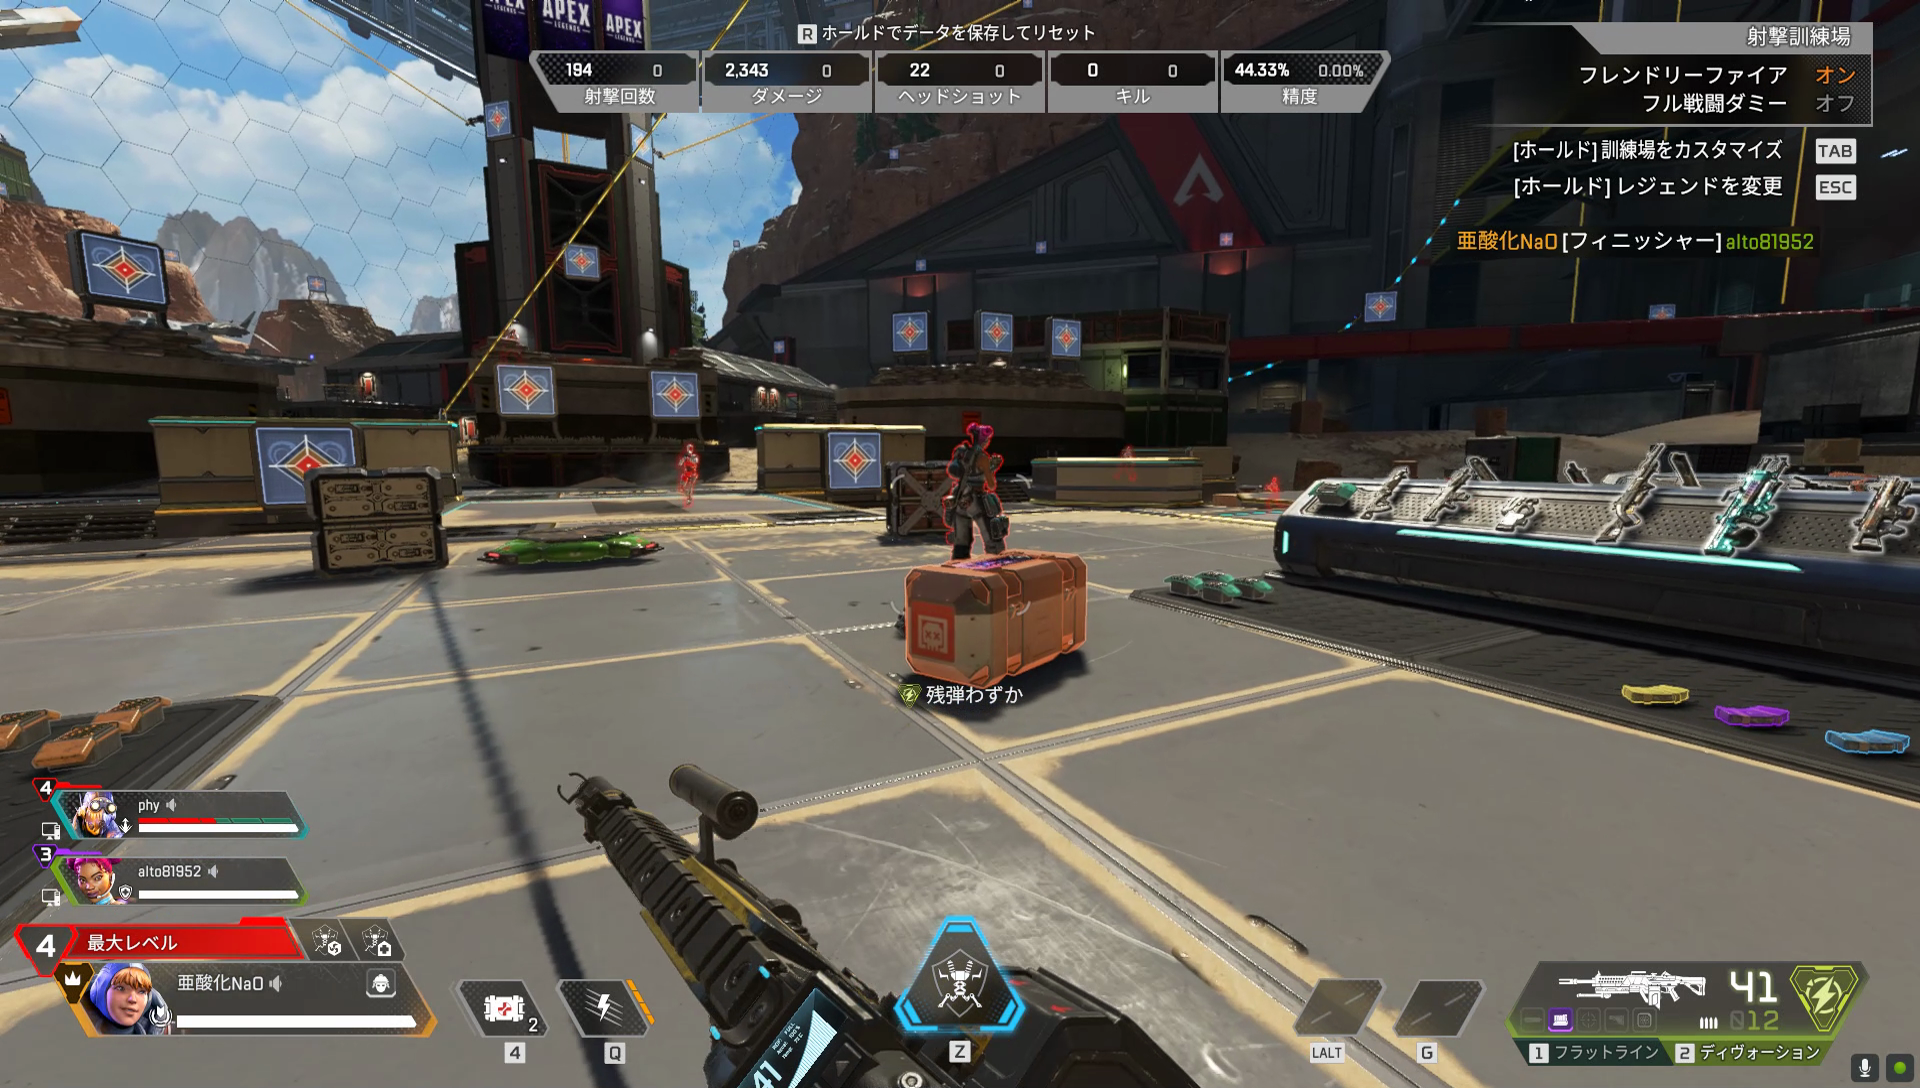 APEX
LEGENDS
APEX
LEGENDS
R ホールドでデータを保存してリセット
194 0
射撃回数
2,343 0
ダメージ
22 0
ヘッドショット
0 0
キル
44.33% 0.00%
精度
射撃訓練場
フレンドリーファイア オン
フル戦闘ダミー オフ
[ホールド] 訓練場をカスタマイズ TAB
[ホールド] レジェンドを変更 ESC
亜酸化NaO [フィニッシャー] alto81952
残弾わずか
4
phy
3
alto81952
4 最大レベル
亜酸化NaO
2
4
Q
Z
41
LALT
G
41
012
1 フラットライン
2 ディヴォーション